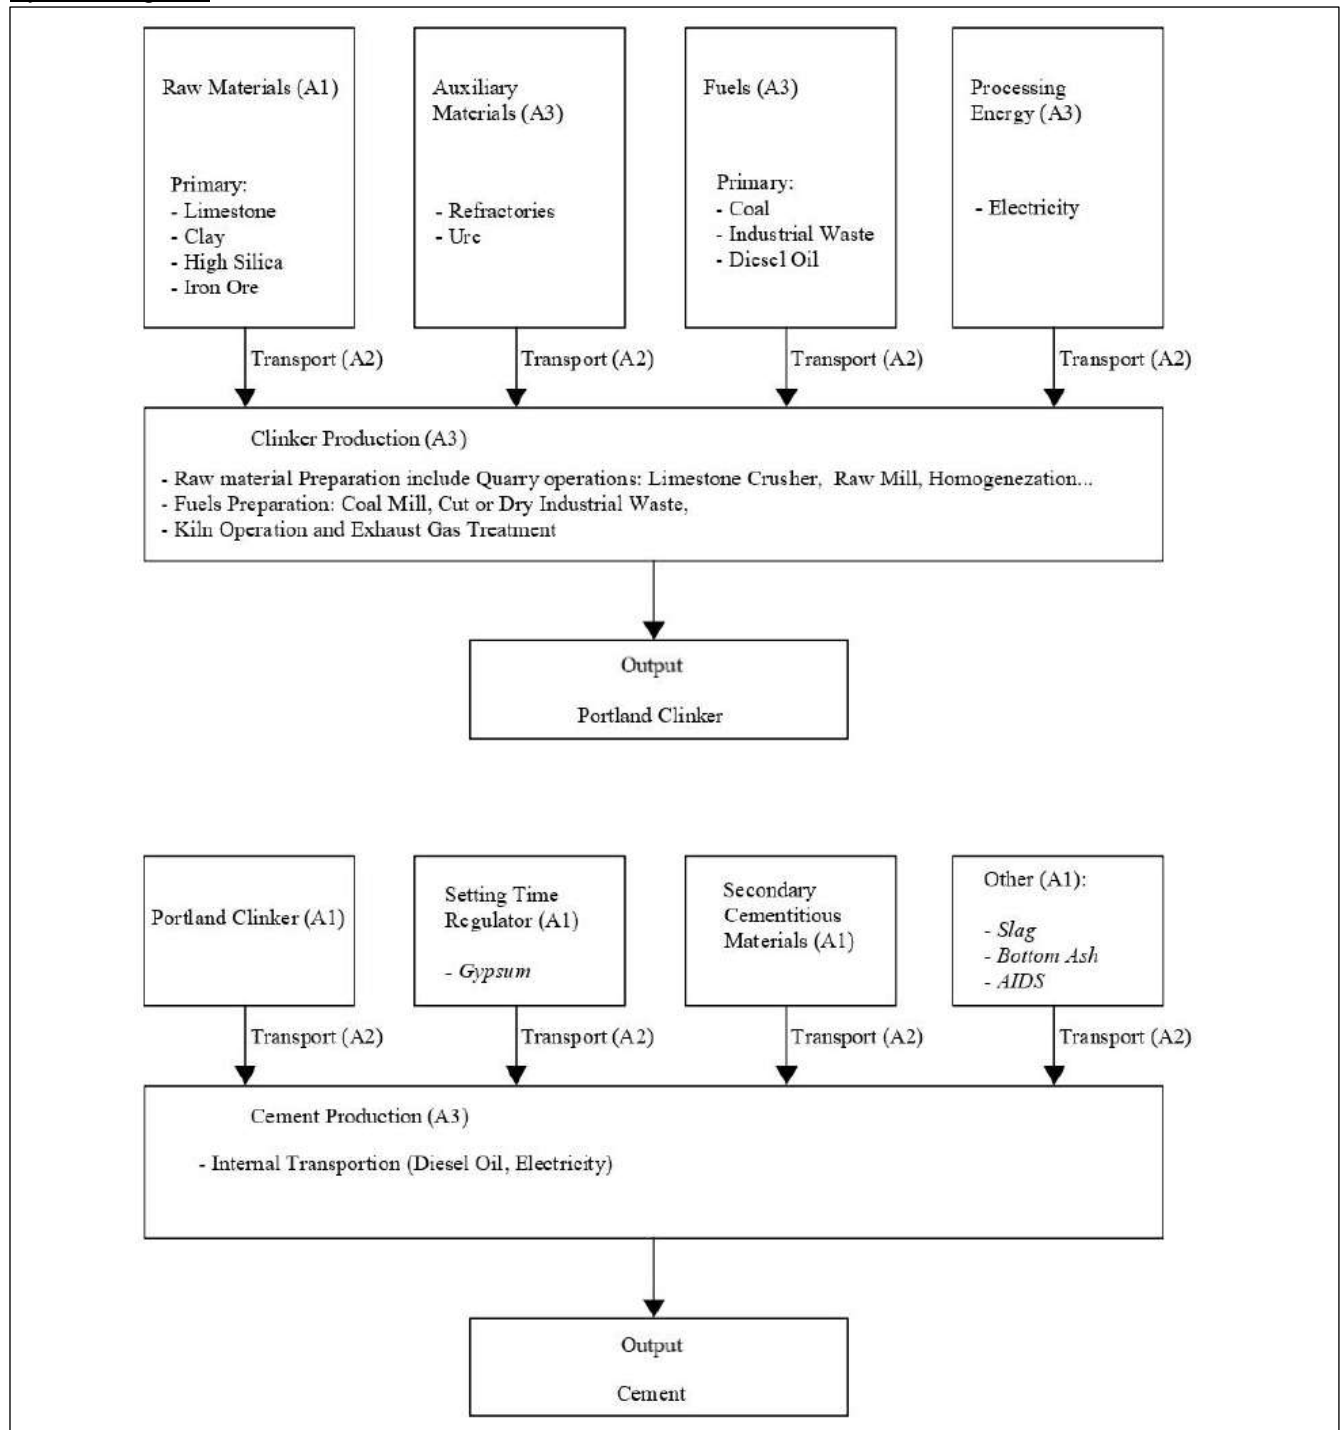 Raw Materials (A1)
Primary:
- Limestone
- Clay
- High Silica
- Iron Ore
Auxiliary
Materials (A3)
- Refractories
- Ure
Fuels (A3)
Primary:
- Coal
- Industrial Waste
- Diesel Oil
Processing
Energy (A3)
- Electricity
Transport (A2)
Transport (A2)
Transport (A2)
Transport (A2)
Clinker Production (A3)
- Raw material Preparation include Quarry operations: Limestone Crusher, Raw Mill, Homogenezation...
- Fuels Preparation: Coal Mill, Cut or Dry Industrial Waste,
- Kiln Operation and Exhaust Gas Treatment
Output
Portland Clinker
Portland Clinker (A1)
Setting Time
Regulator (A1)
- Gypsum
Secondary
Cementitious
Materials (A1)
Other (A1):
- Slag
- Bottom Ash
- AIDS
Transport (A2)
Transport (A2)
Transport (A2)
Transport (A2)
Cement Production (A3)
- Internal Transportion (Diesel Oil, Electricity)
Output
Cement